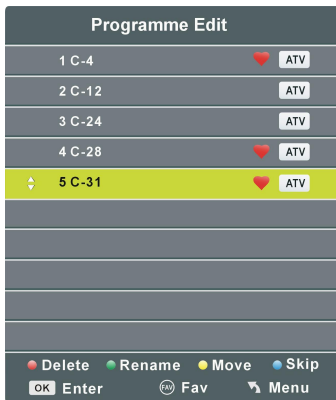 Programme Edit
1 C-4 ATV
2 C-12 ATV
3 C-24 ATV
4 C-28 ATV
5 C-31 ATV
Delete Rename Move Skip
OK Enter FAV Fav Menu